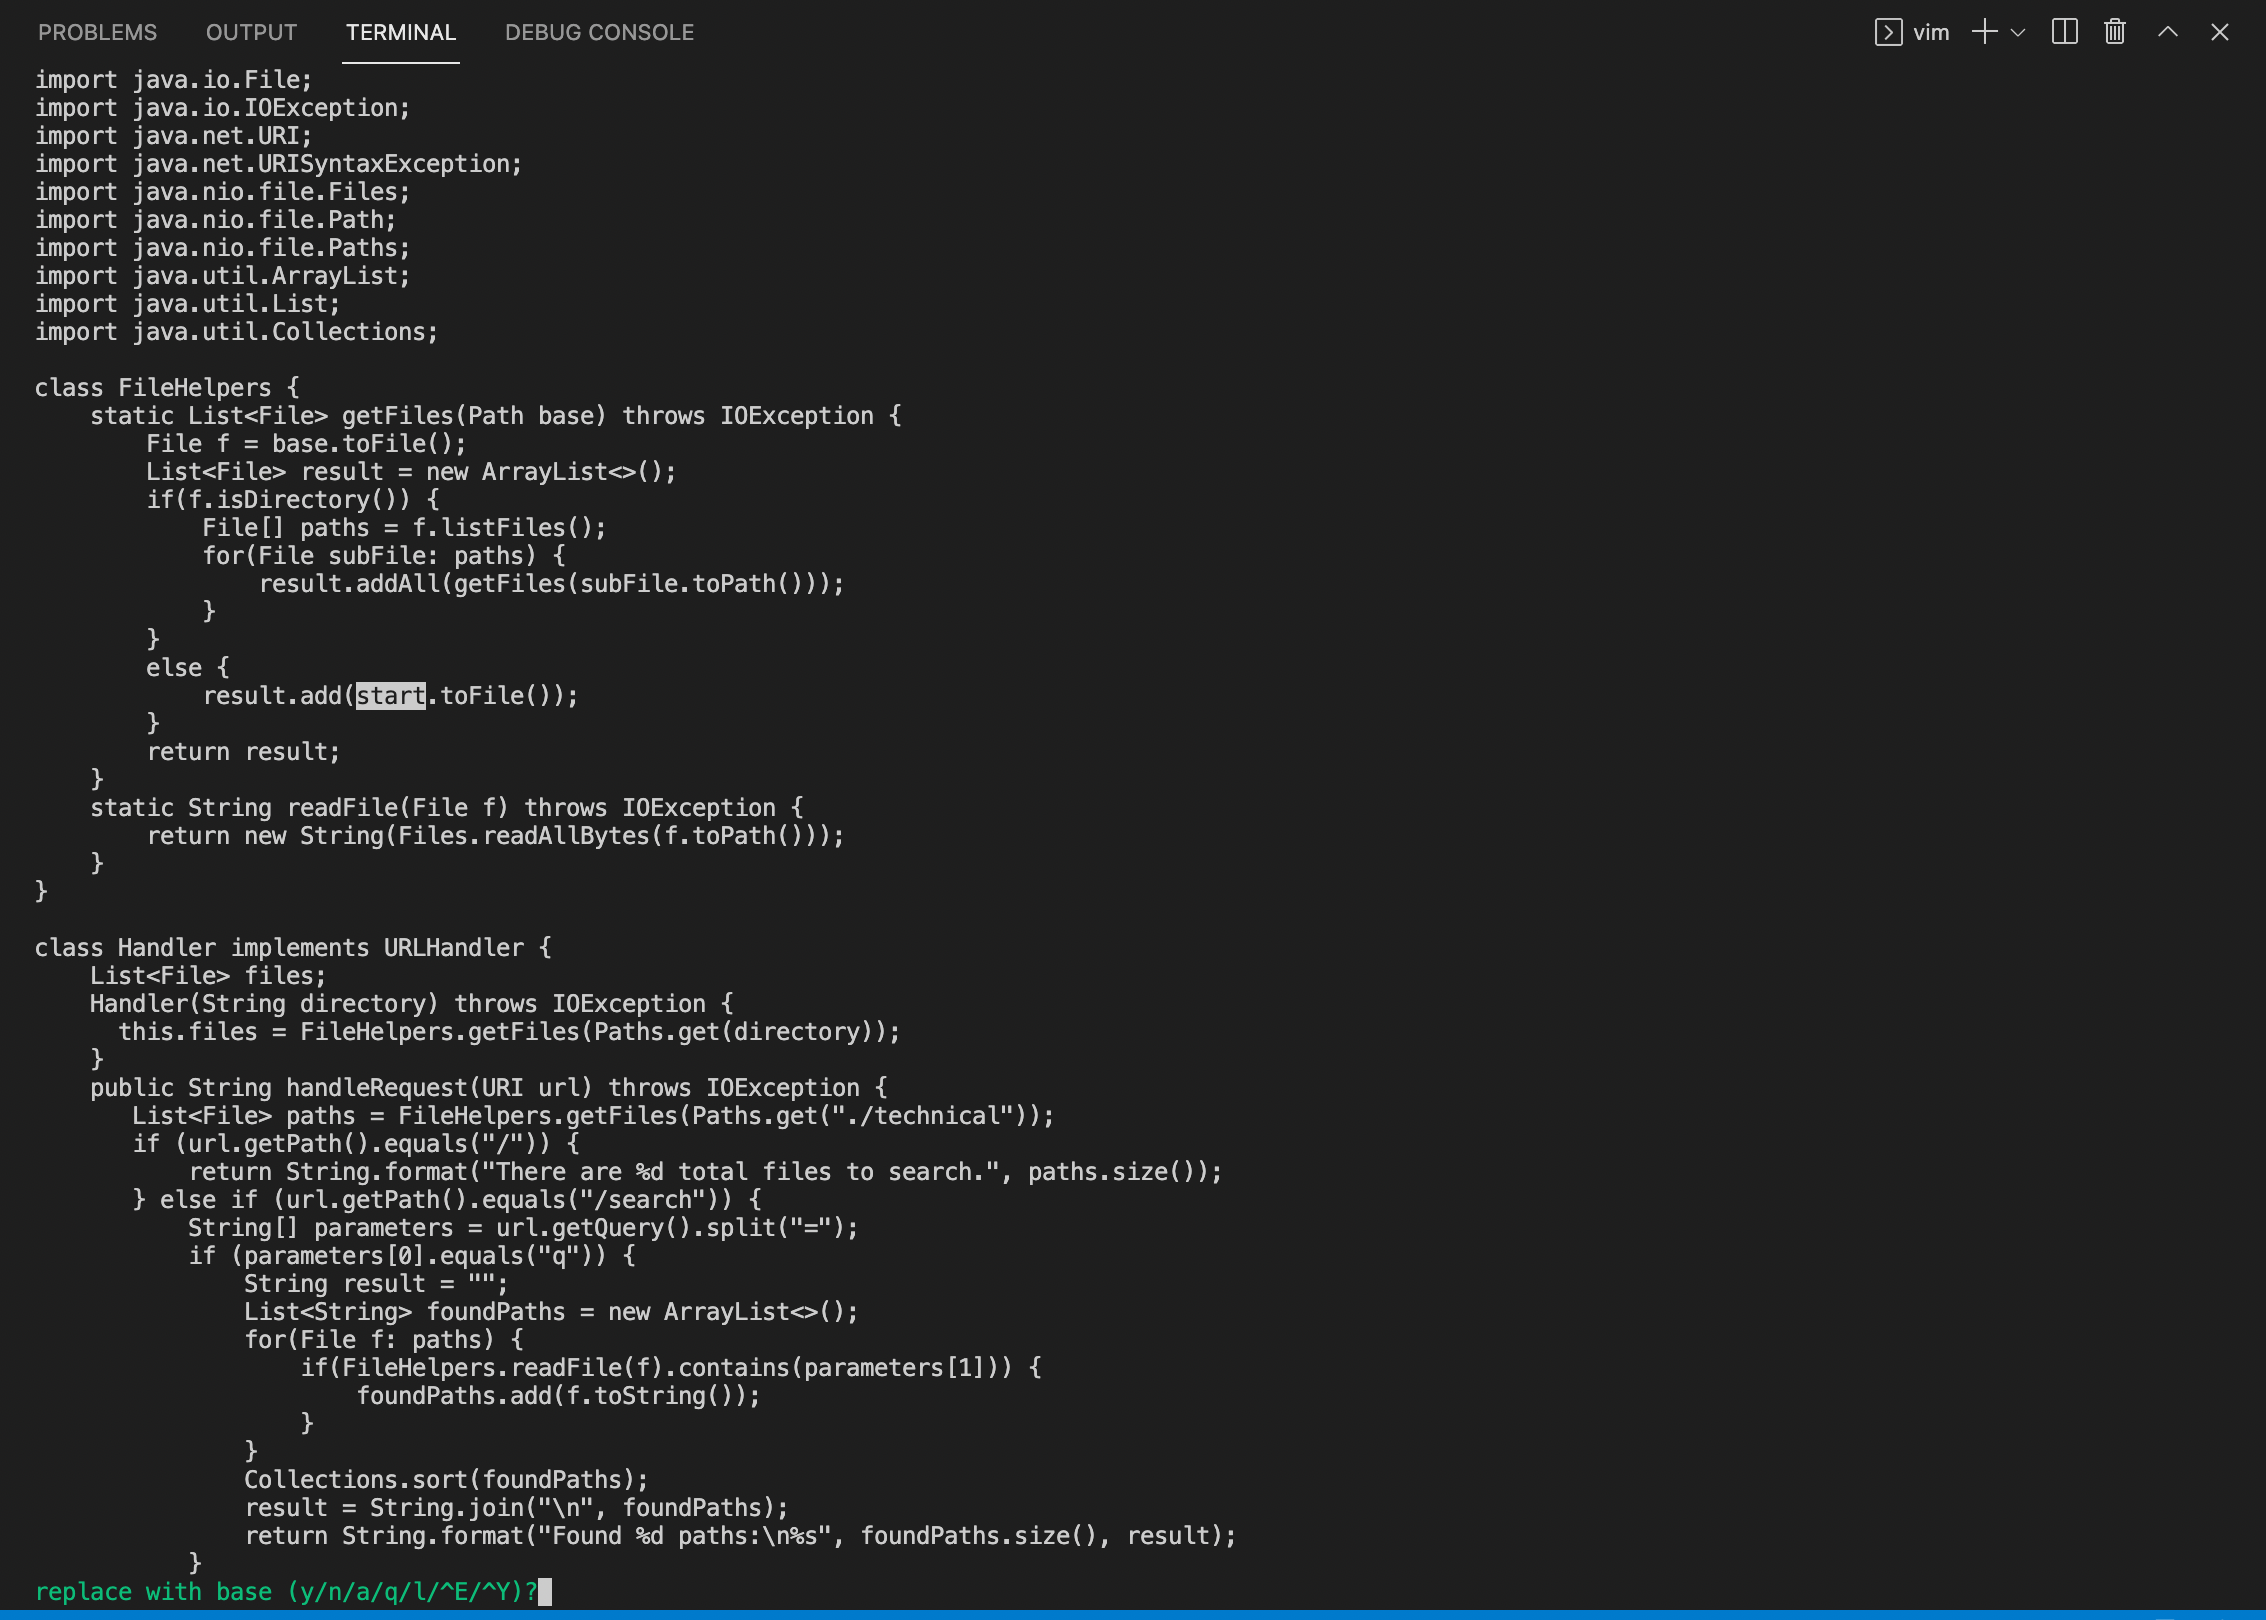 PROBLEMS OUTPUT TERMINAL DEBUG CONSOLE vim
import java.io.File;
import java.io.IOException;
import java.net.URI;
import java.net.URISyntaxException;
import java.nio.file.Files;
import java.nio.file.Path;
import java.nio.file.Paths;
import java.util.ArrayList;
import java.util.List;
import java.util.Collections;

class FileHelpers {
    static List<File> getFiles(Path base) throws IOException {
        File f = base.toFile();
        List<File> result = new ArrayList<>();
        if(f.isDirectory()) {
            File[] paths = f.listFiles();
            for(File subFile: paths) {
                result.addAll(getFiles(subFile.toPath()));
            }
        }
        else {
            result.add(start.toFile());
        }
        return result;
    }
    static String readFile(File f) throws IOException {
        return new String(Files.readAllBytes(f.toPath()));
    }
}

class Handler implements URLHandler {
    List<File> files;
    Handler(String directory) throws IOException {
      this.files = FileHelpers.getFiles(Paths.get(directory));
    }
    public String handleRequest(URI url) throws IOException {
       List<File> paths = FileHelpers.getFiles(Paths.get("./technical"));
       if (url.getPath().equals("/")) {
           return String.format("There are %d total files to search.", paths.size());
       } else if (url.getPath().equals("/search")) {
           String[] parameters = url.getQuery().split("=");
           if (parameters[0].equals("q")) {
               String result = "";
               List<String> foundPaths = new ArrayList<>();
               for(File f: paths) {
                   if(FileHelpers.readFile(f).contains(parameters[1])) {
                       foundPaths.add(f.toString());
                   }
               }
               Collections.sort(foundPaths);
               result = String.join("\n", foundPaths);
               return String.format("Found %d paths:\n%s", foundPaths.size(), result);
           }
replace with base (y/n/a/q/l/^E/^Y)?